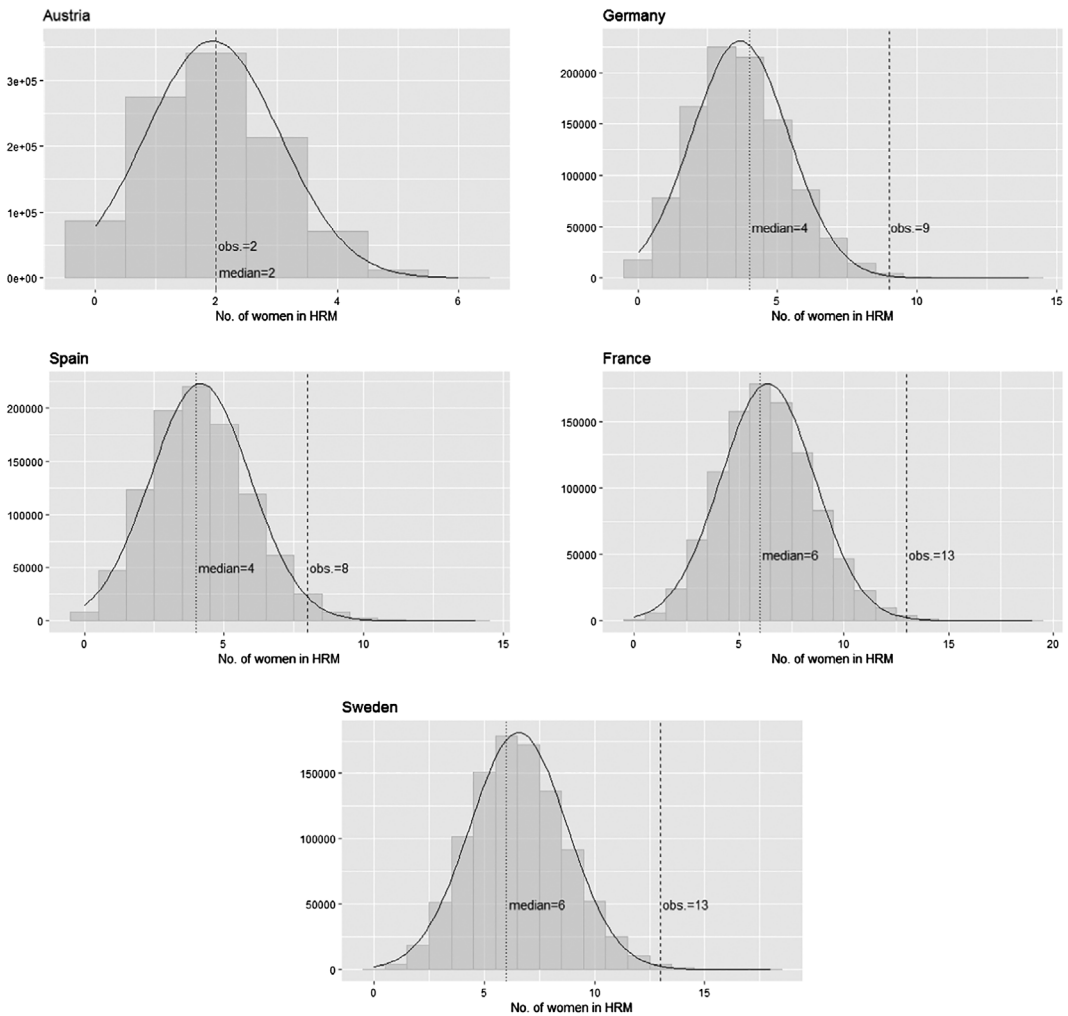 Austria
3e+05
2e+05
1e+05
0e+00
obs.=2
median=2
0 2 4 6
No. of women in HRM
Germany
200000
150000
100000
50000
0
median=4
obs.=9
0 5 10 15
No. of women in HRM
Spain
200000
150000
100000
50000
0
median=4
obs.=8
0 5 10 15
No. of women in HRM
France
150000
100000
50000
0
median=6
obs.=13
0 5 10 15 20
No. of women in HRM
Sweden
150000
100000
50000
0
median=6
obs.=13
0 5 10 15
No. of women in HRM